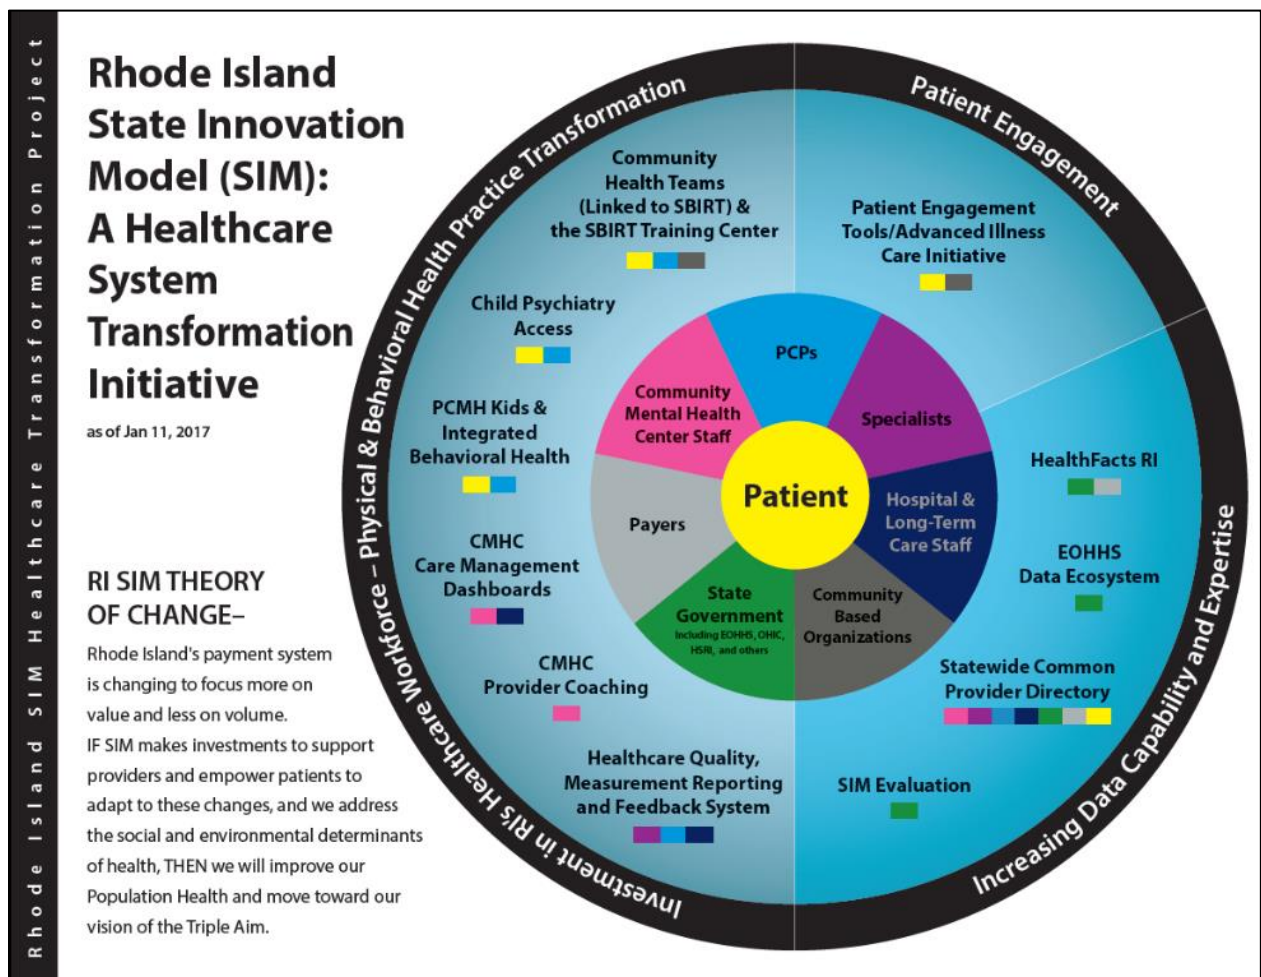 Rhode Island SIM Healthcare Transformation Project
Rhode Island
State Innovation
Model (SIM):
A Healthcare
System
Transformation
Initiative
as of Jan 11, 2017
RI SIM THEORY
OF CHANGE–
Rhode Island's payment system
is changing to focus more on
value and less on volume.
IF SIM makes investments to support
providers and empower patients to
adapt to these changes, and we address
the social and environmental determinants
of health, THEN we will improve our
Population Health and move toward our
vision of the Triple Aim.
Investment in RI's Healthcare Workforce – Physical & Behavioral Health Practice Transformation
Community
Health Teams
(Linked to SBIRT) &
the SBIRT Training Center
Child Psychiatry
Access
PCMH Kids &
Integrated
Behavioral Health
CMHC
Care Management
Dashboards
CMHC
Provider Coaching
Healthcare Quality,
Measurement Reporting
and Feedback System
Patient Engagement
Patient Engagement
Tools/Advanced Illness
Care Initiative
Increasing Data Capability and Expertise
HealthFacts RI
EOHHS
Data Ecosystem
Statewide Common
Provider Directory
SIM Evaluation
PCPs
Specialists
Hospital &
Long-Term
Care Staff
Community
Based
Organizations
State
Government
Including EOHHS, OHIC,
HSRI, and others
Payers
Community
Mental Health
Center Staff
Patient